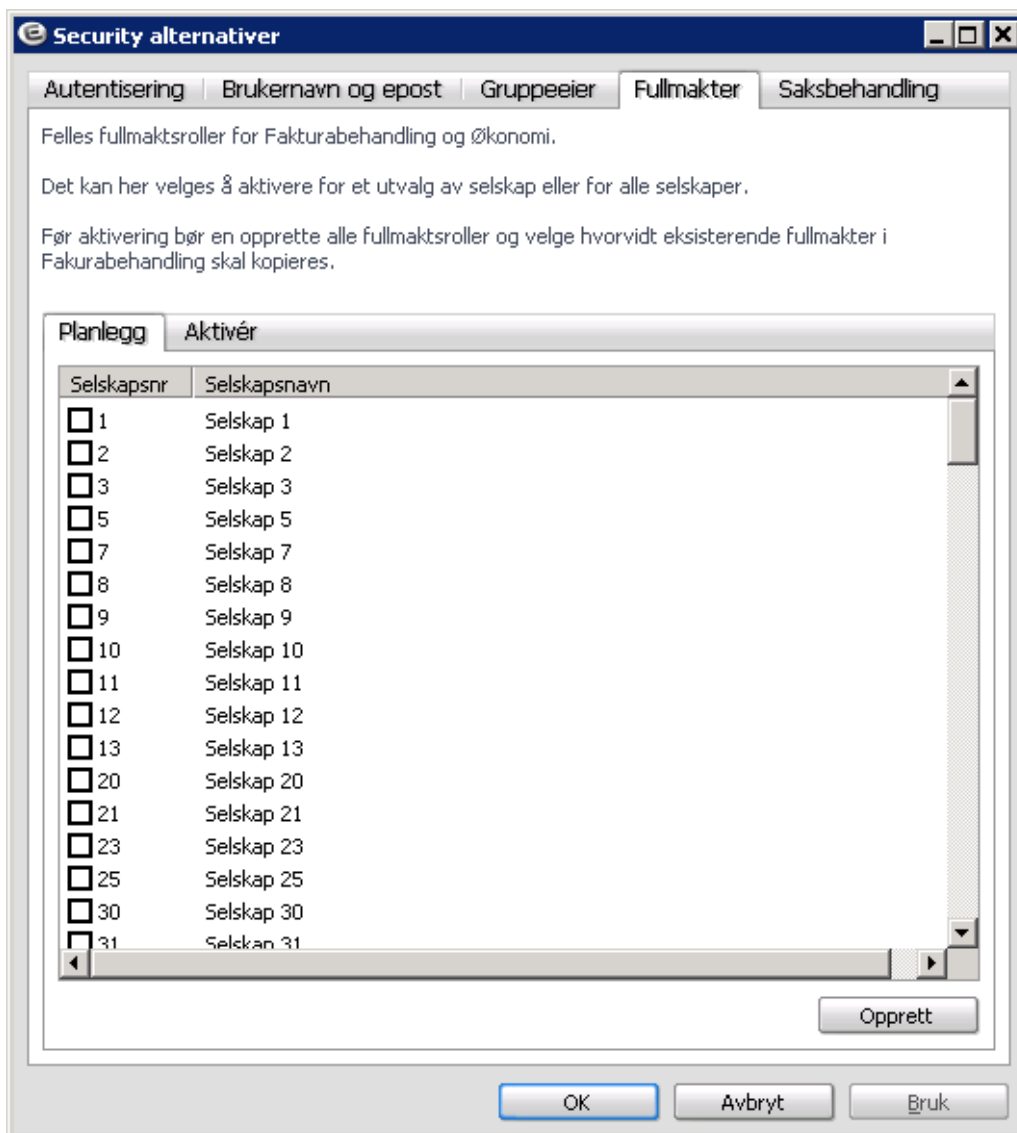 Security alternativer
Autentisering Brukernavn og epost Gruppeeier Fullmakter Saksbehandling
Felles fullmaktsroller for Fakturabehandling og Økonomi.
Det kan her velges å aktivere for et utvalg av selskap eller for alle selskaper.
Før aktivering bør en opprette alle fullmaktsroller og velge hvorvidt eksisterende fullmakter i
Fakurabehandling skal kopieres.
Planlegg Aktivér
Selskapsnr Selskapsnavn
1 Selskap 1
2 Selskap 2
3 Selskap 3
5 Selskap 5
7 Selskap 7
8 Selskap 8
9 Selskap 9
10 Selskap 10
11 Selskap 11
12 Selskap 12
13 Selskap 13
20 Selskap 20
21 Selskap 21
23 Selskap 23
25 Selskap 25
30 Selskap 30
31 Selskap 31
Opprett
OK Avbryt Bruk